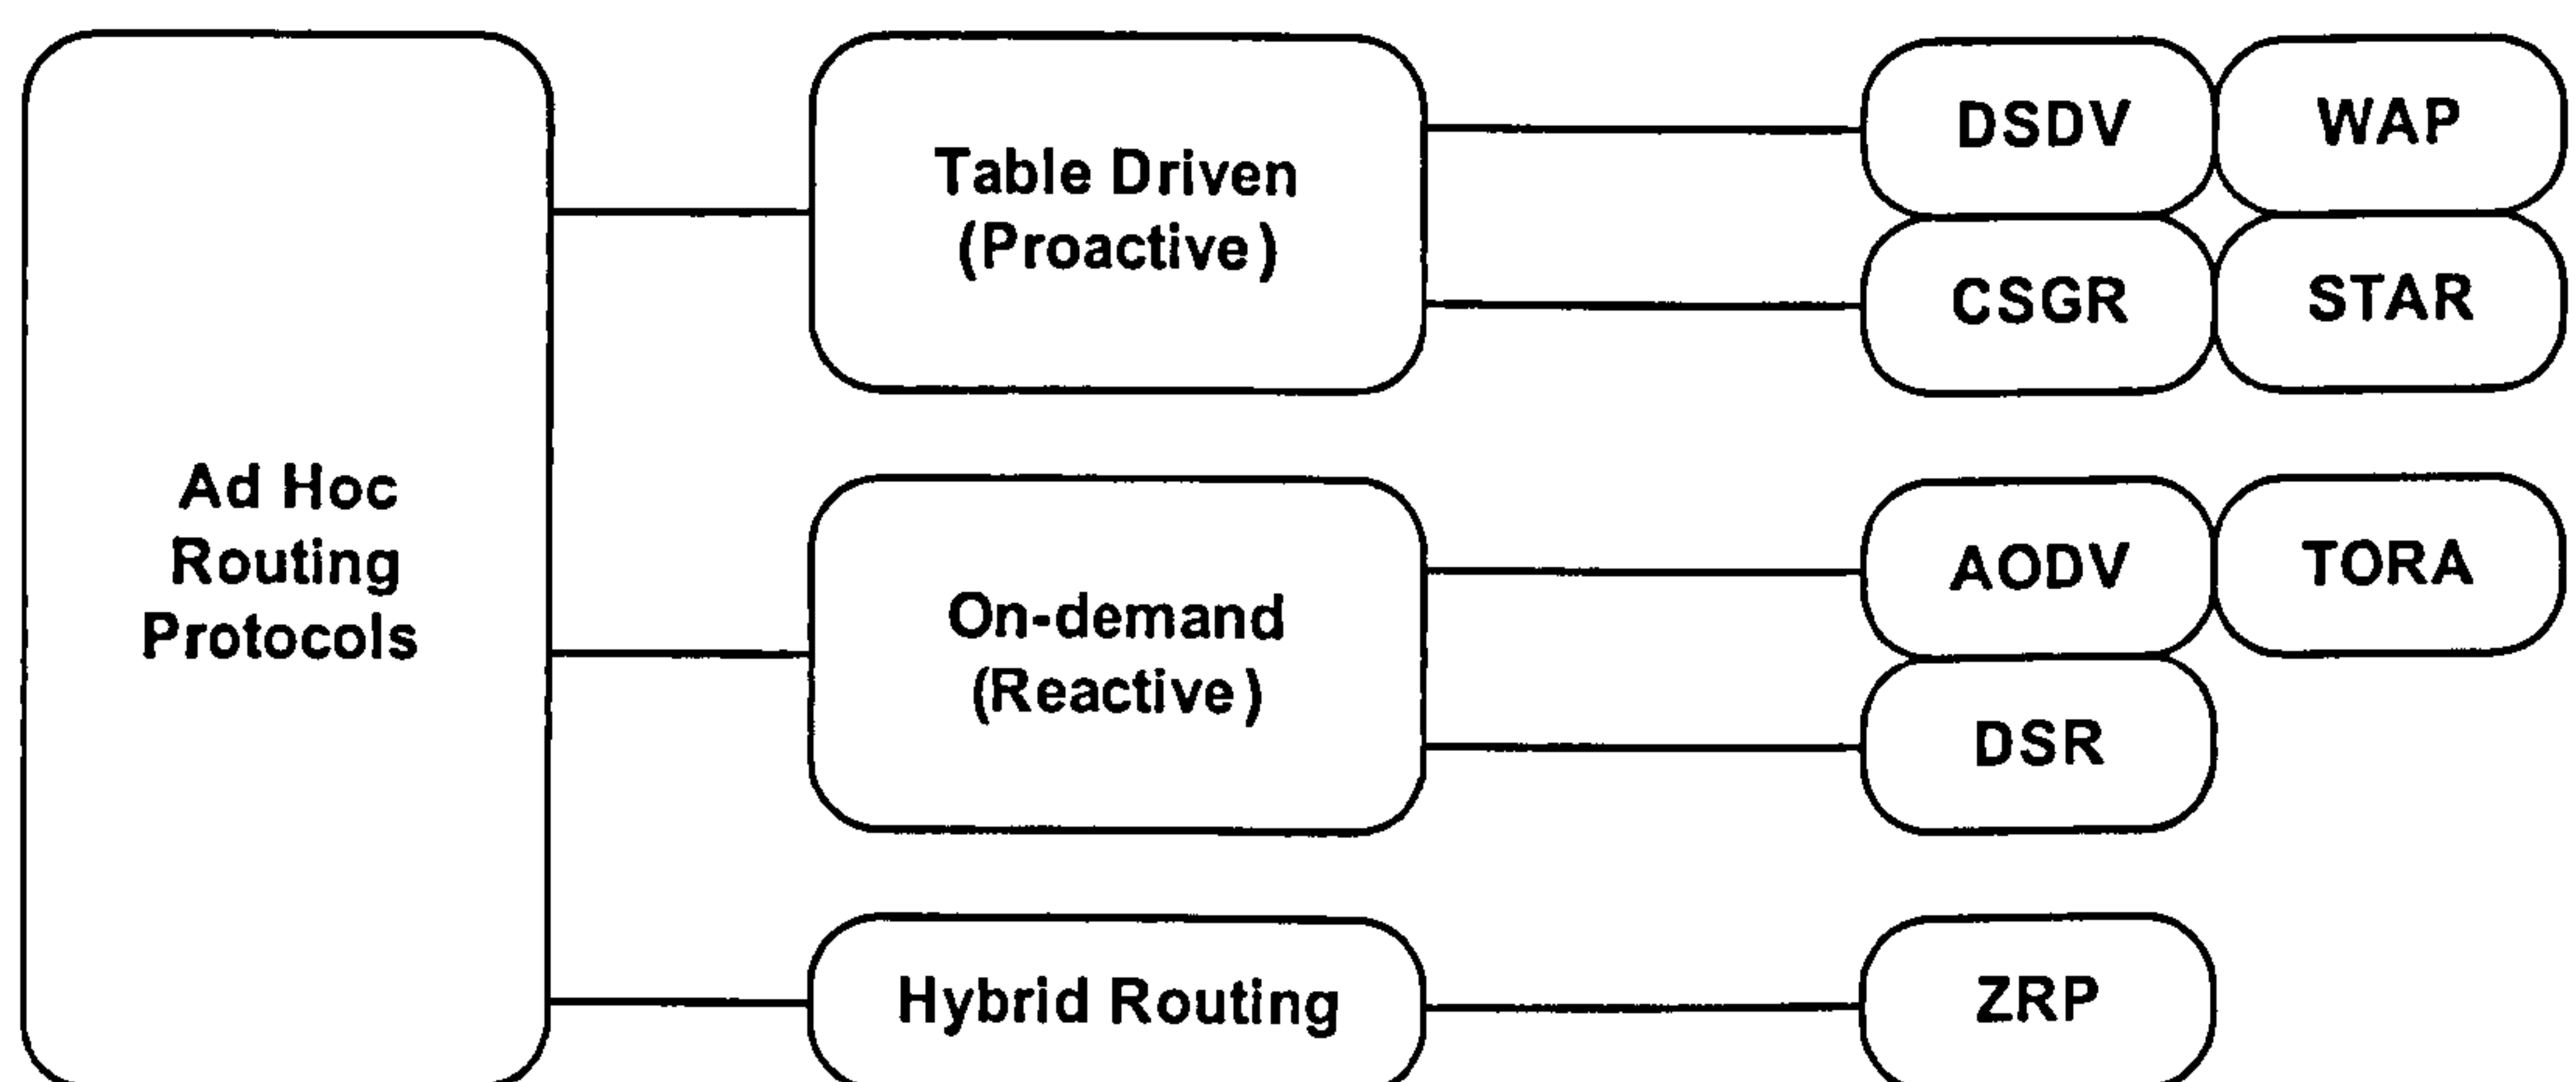 Ad Hoc
Routing
Protocols
Table Driven
(Proactive)
DSDV
WAP
CSGR
STAR
On-demand
(Reactive)
AODV
TORA
DSR
Hybrid Routing
ZRP